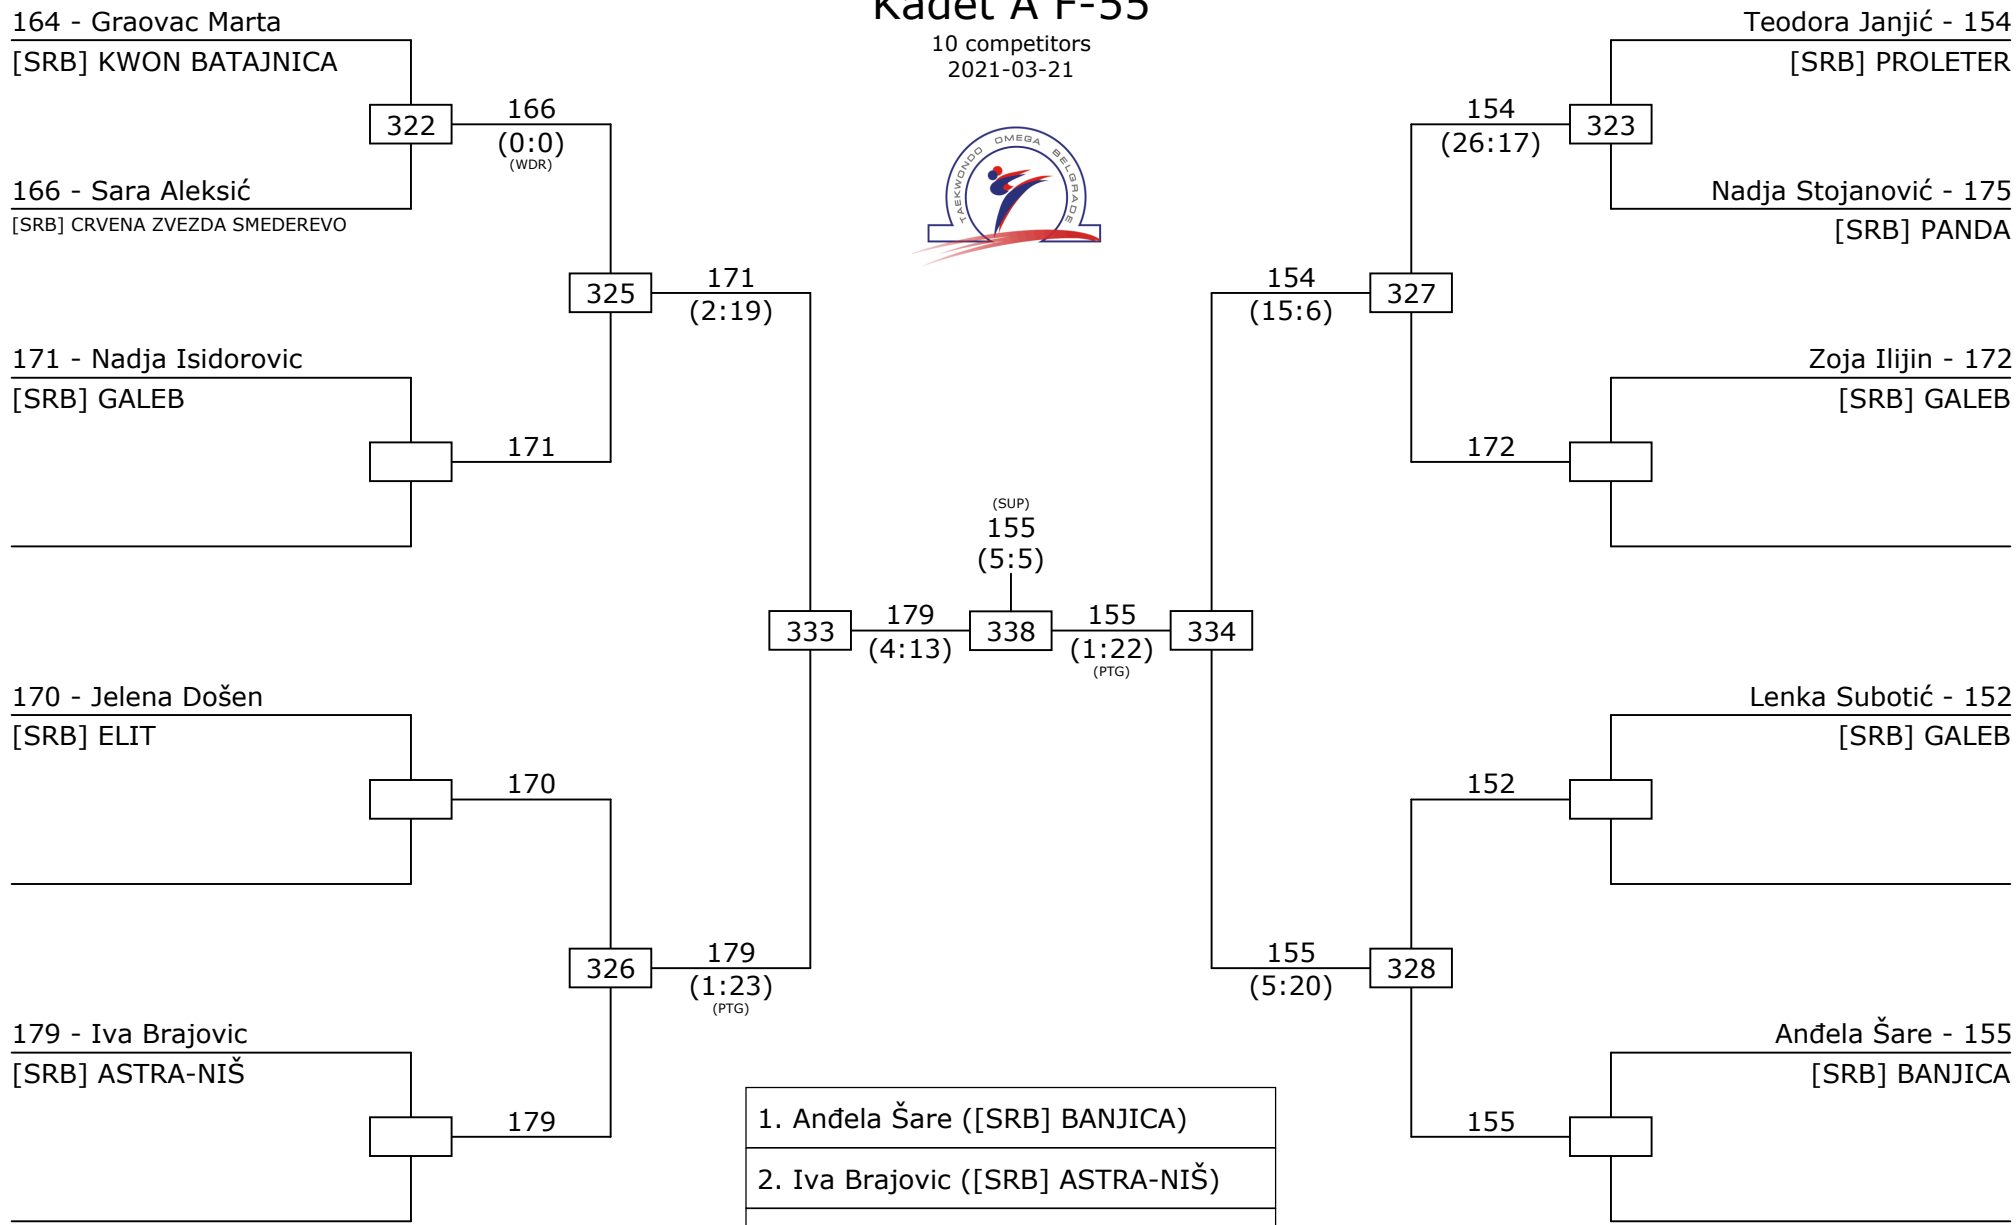 Kadet A F-55
10 competitors
2021-03-21
TAEKWONDO OMEGA BELGRADE
164 - Graovac Marta
[SRB] KWON BATAJNICA
322
166
(0:0)
(WDR)
166 - Sara Aleksić
[SRB] CRVENA ZVEZDA SMEDEREVO
325
171
(2:19)
171 - Nadja Isidorovic
[SRB] GALEB
171
333
179
(4:13)
170 - Jelena Došen
[SRB] ELIT
170
326
179
(1:23)
(PTG)
179 - Iva Brajovic
[SRB] ASTRA-NIŠ
179
(SUP)
155
(5:5)
338
155
(1:22)
(PTG)
334
Teodora Janjić - 154
[SRB] PROLETER
154
(26:17)
323
Nadja Stojanović - 175
[SRB] PANDA
154
(15:6)
327
Zoja Ilijin - 172
[SRB] GALEB
172
Lenka Subotić - 152
[SRB] GALEB
152
155
(5:20)
328
Anđela Šare - 155
[SRB] BANJICA
155
1. Anđela Šare ([SRB] BANJICA)
2. Iva Brajovic ([SRB] ASTRA-NIŠ)